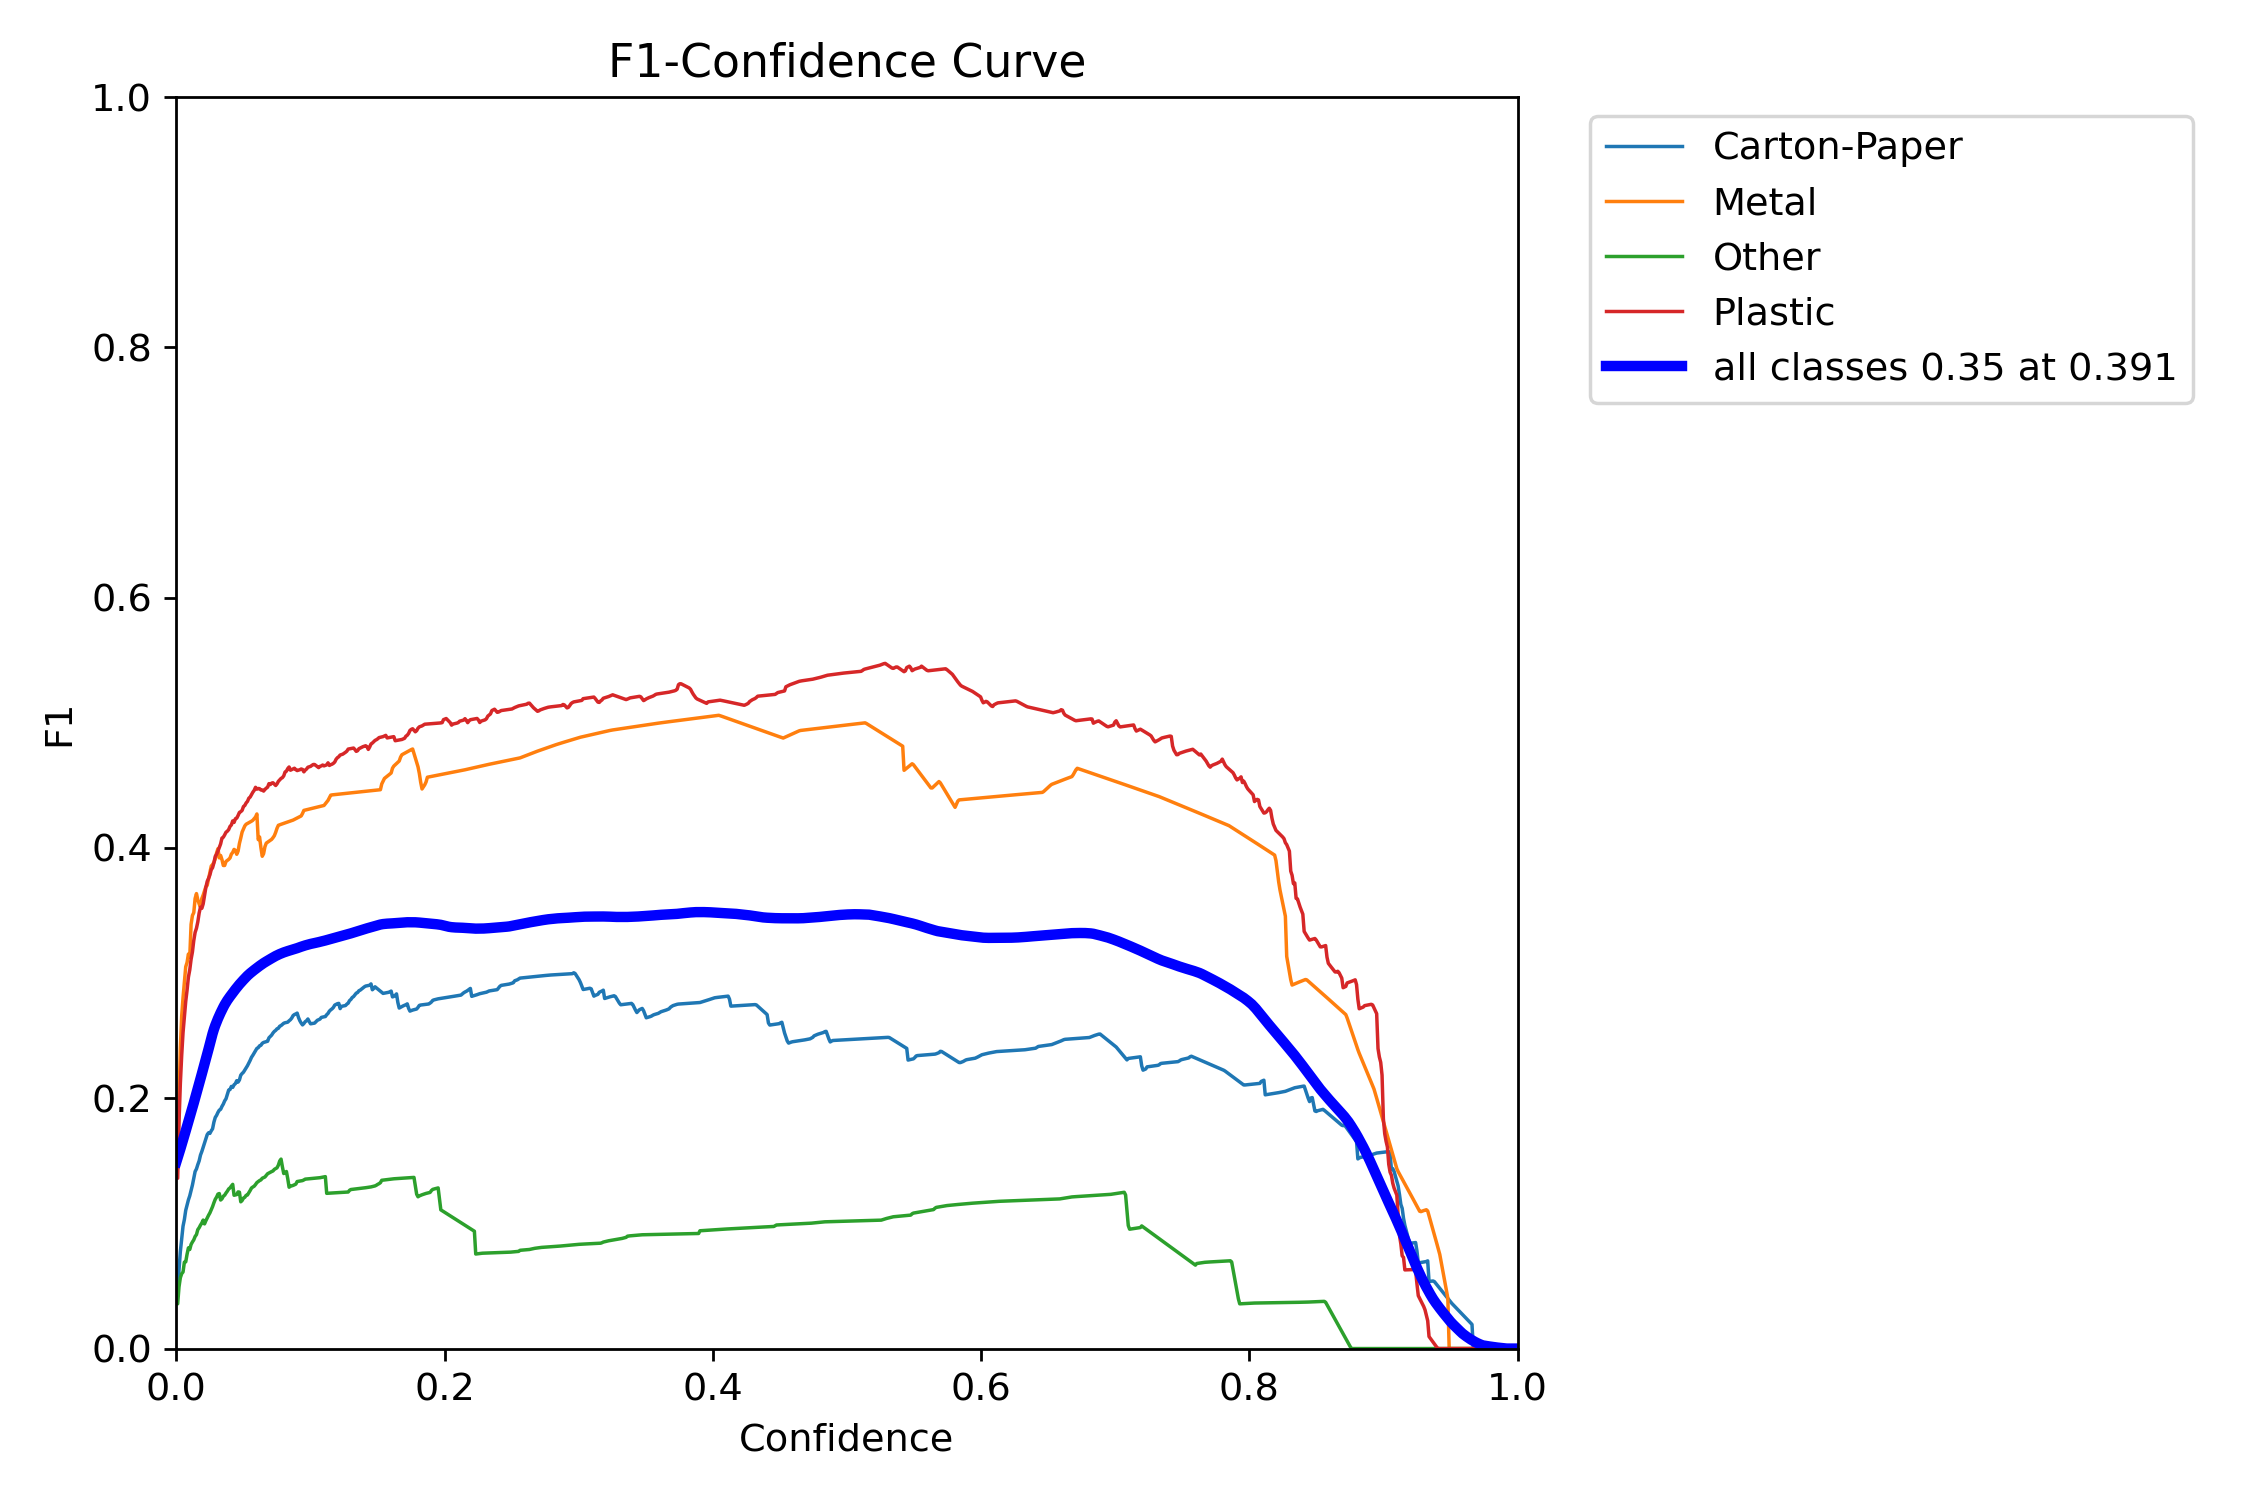 F1-Confidence Curve
1.0
0.8
0.6
0.4
0.2
0.0
F1
0.0 0.2 0.4 0.6 0.8 1.0
Confidence
Carton-Paper
Metal
Other
Plastic
all classes 0.35 at 0.391